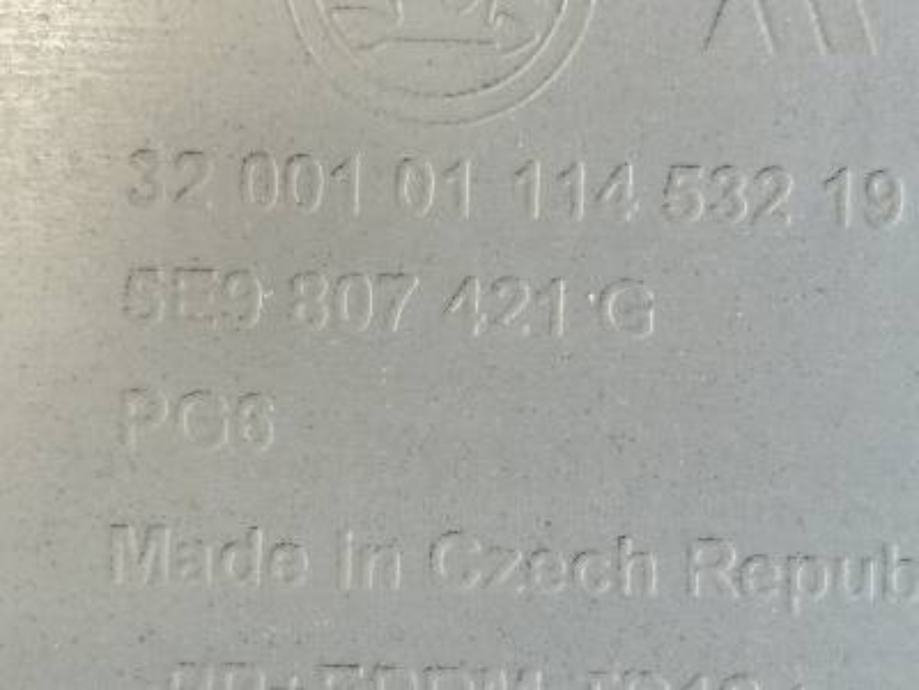 32 001 01 114 532 19
5E9 807 421 G
PG6
Made in Czech Repub